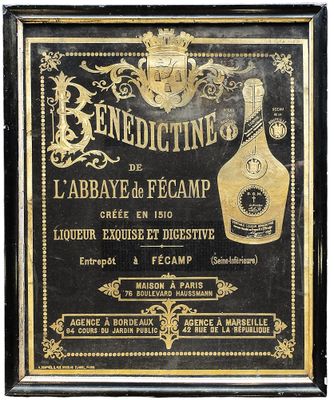 BÉNÉDICTINE
DE
L'ABBAYE de FÉCAMP
CRÉÉE EN 1510
LIQUEUR EXQUISE ET DIGESTIVE
Entrepôt à FÉCAMP (Seine-Inférieure)
MAISON À PARIS
76 BOULEVARD HAUSSMANN
AGENCE À BORDEAUX
94 COURS DU JARDIN PUBLIC
AGENCE À MARSEILLE
42 RUE DE LA RÉPUBLIQUE